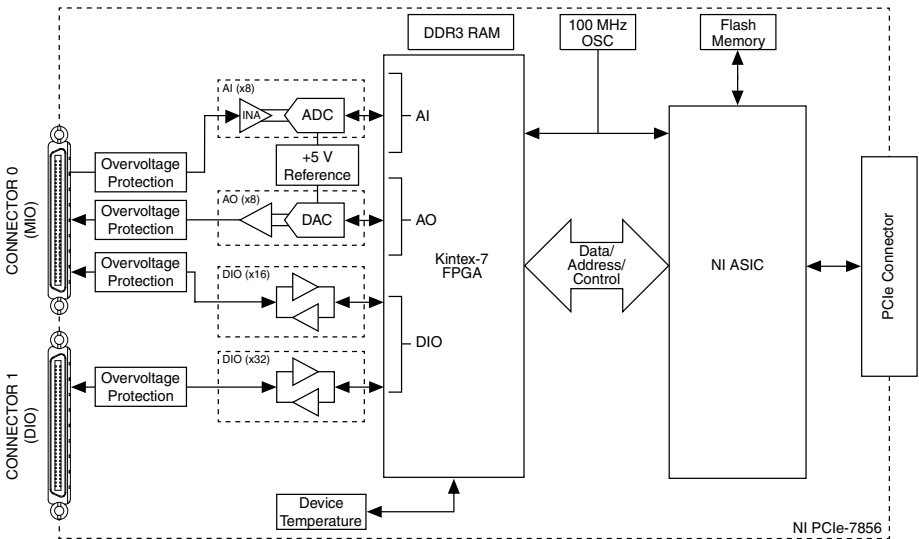 DDR3 RAM
100 MHz
OSC
Flash
Memory
AI (x8)
INA
ADC
AI
+5 V
Reference
Overvoltage
Protection
AO (x8)
DAC
AO
Overvoltage
Protection
CONNECTOR 0
(MIO)
Kintex-7
FPGA
Data/
Address/
Control
NI ASIC
PCIe Connector
Overvoltage
Protection
DIO (x16)
DIO
DIO (x32)
Overvoltage
Protection
CONNECTOR 1
(DIO)
Device
Temperature
NI PCIe-7856